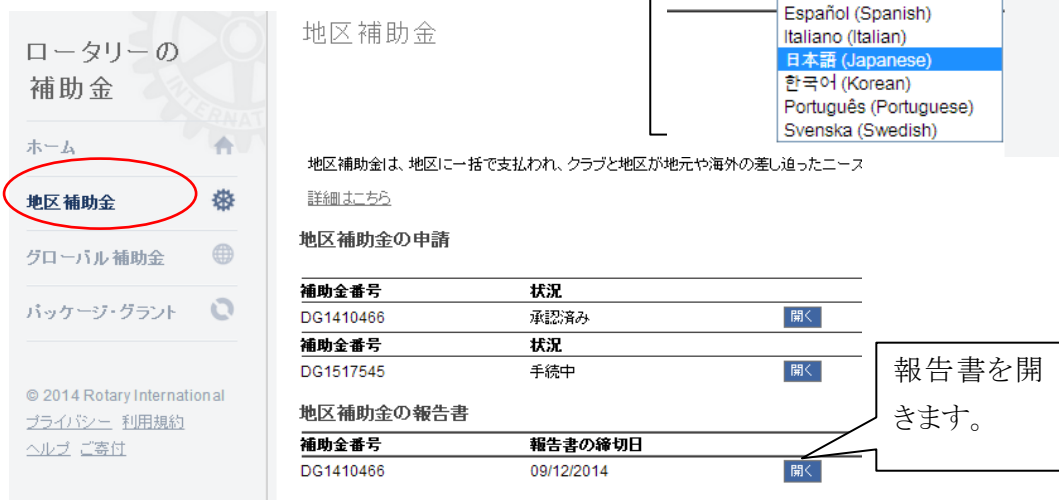 ロータリーの
補助金
ホーム
地区補助金
グローバル補助金
パッケージ・グラント
© 2014 Rotary International
プライバシー 利用規約
ヘルプ ご寄付
地区補助金
Español (Spanish)
Italiano (Italian)
日本語 (Japanese)
한국어 (Korean)
Português (Portuguese)
Svenska (Swedish)
地区補助金は、地区に一括で支払われ、クラブと地区が地元や海外の差し迫ったニーズ
詳細はこちら
地区補助金の申請
補助金番号 状況
DG1410466 承認済み 開く
補助金番号 状況
DG1517545 手続中 開く
地区補助金の報告書
補助金番号 報告書の締切日
DG1410466 09/12/2014 開く
報告書を開
きます。